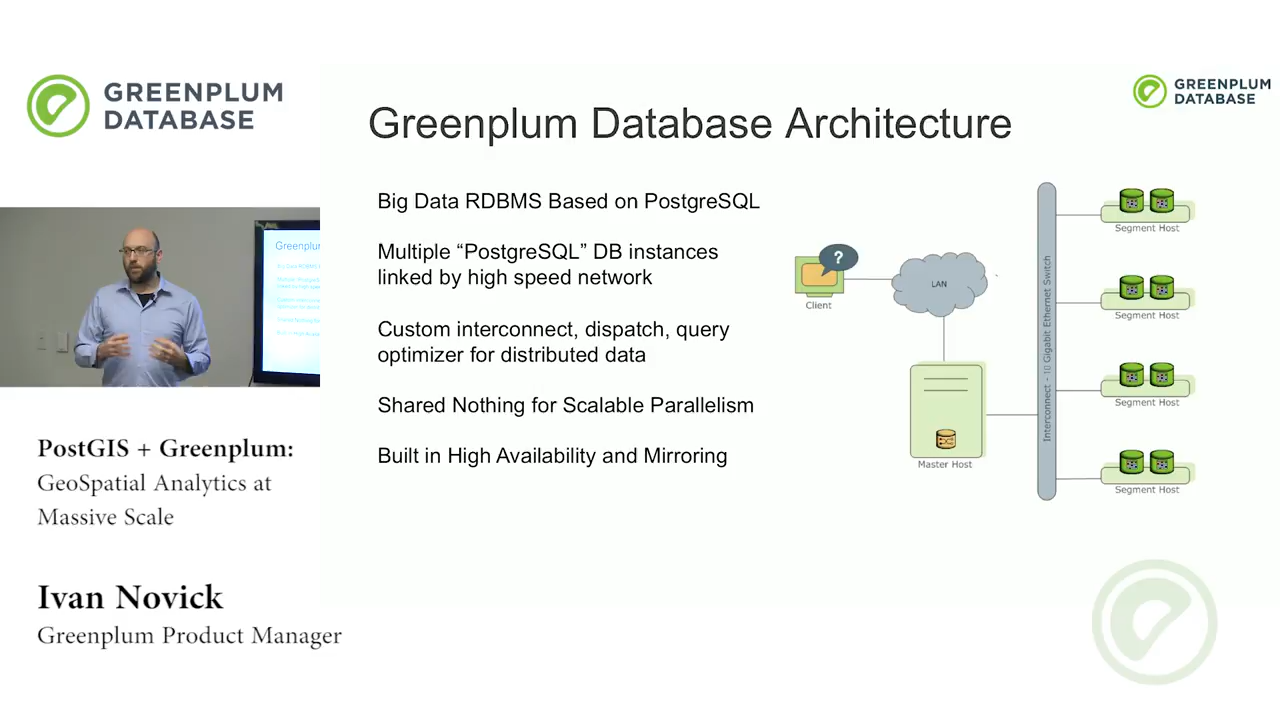 GREENPLUM
DATABASE
GREENPLUM
DATABASE
Greenplum Database Architecture
Big Data RDBMS Based on PostgreSQL
Multiple “PostgreSQL” DB instances
linked by high speed network
Custom interconnect, dispatch, query
optimizer for distributed data
Shared Nothing for Scalable Parallelism
Built in High Availability and Mirroring
?
Client
LAN
Master Host
Interconnect - 10 Gigabit Ethernet Switch
Segment Host
Segment Host
Segment Host
Segment Host
Greenplum
PostGIS + Greenplum:
GeoSpatial Analytics at
Massive Scale
Ivan Novick
Greenplum Product Manager